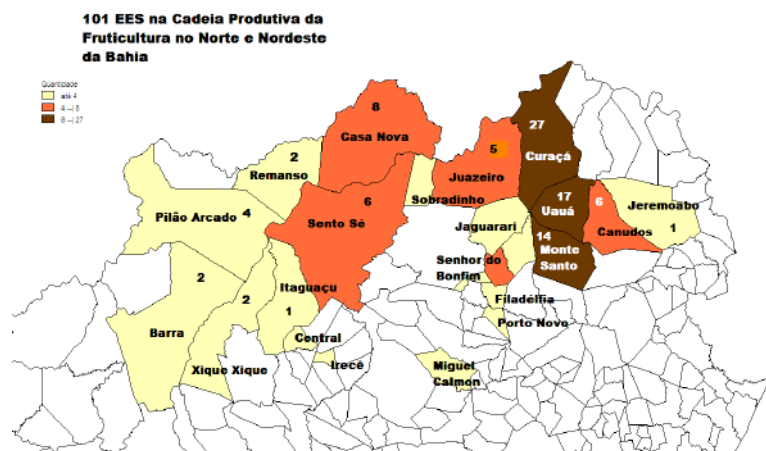 101 EES na Cadeia Produtiva da
Fruticultura no Norte e Nordeste
da Bahia
Quantidade
até 4
4 --| 8
8 --| 27
8
Casa Nova
2
Remanso
5
Juazeiro
27
Curaçá
Sobradinho
6
Sento Sé
Pilão Arcado 4
17
Uauá
6
Canudos
Jeremoabo
1
Jaguarari
14
Monte
Santo
Senhor do
Bonfim
2
Barra
2
Xique Xique
Itaguaçu
1
Central
Irecê
Filadélfia
Porto Novo
Miguel
Calmon